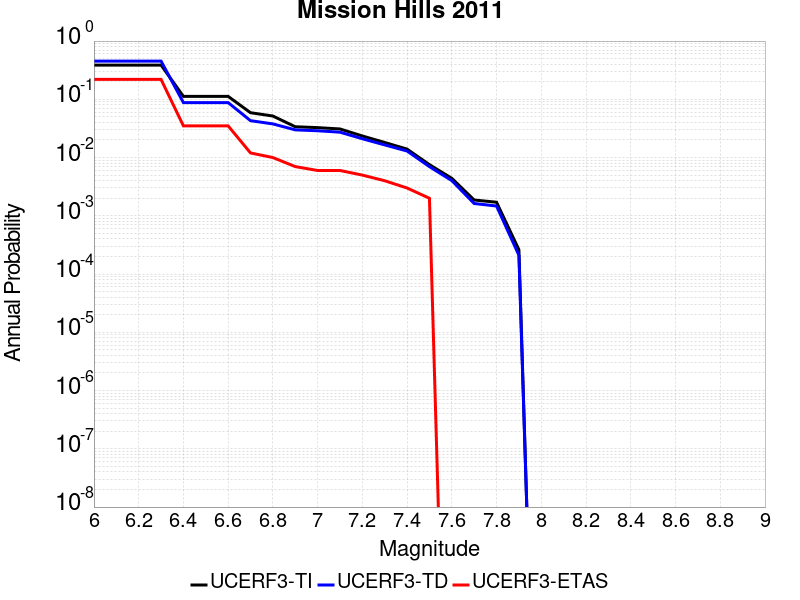 Mission Hills 2011
10^0
10^-1
10^-2
10^-3
10^-4
10^-5
10^-6
10^-7
10^-8
Annual Probability
6 6.2 6.4 6.6 6.8 7 7.2 7.4 7.6 7.8 8 8.2 8.4 8.6 8.8 9
Magnitude
UCERF3-TI UCERF3-TD UCERF3-ETAS